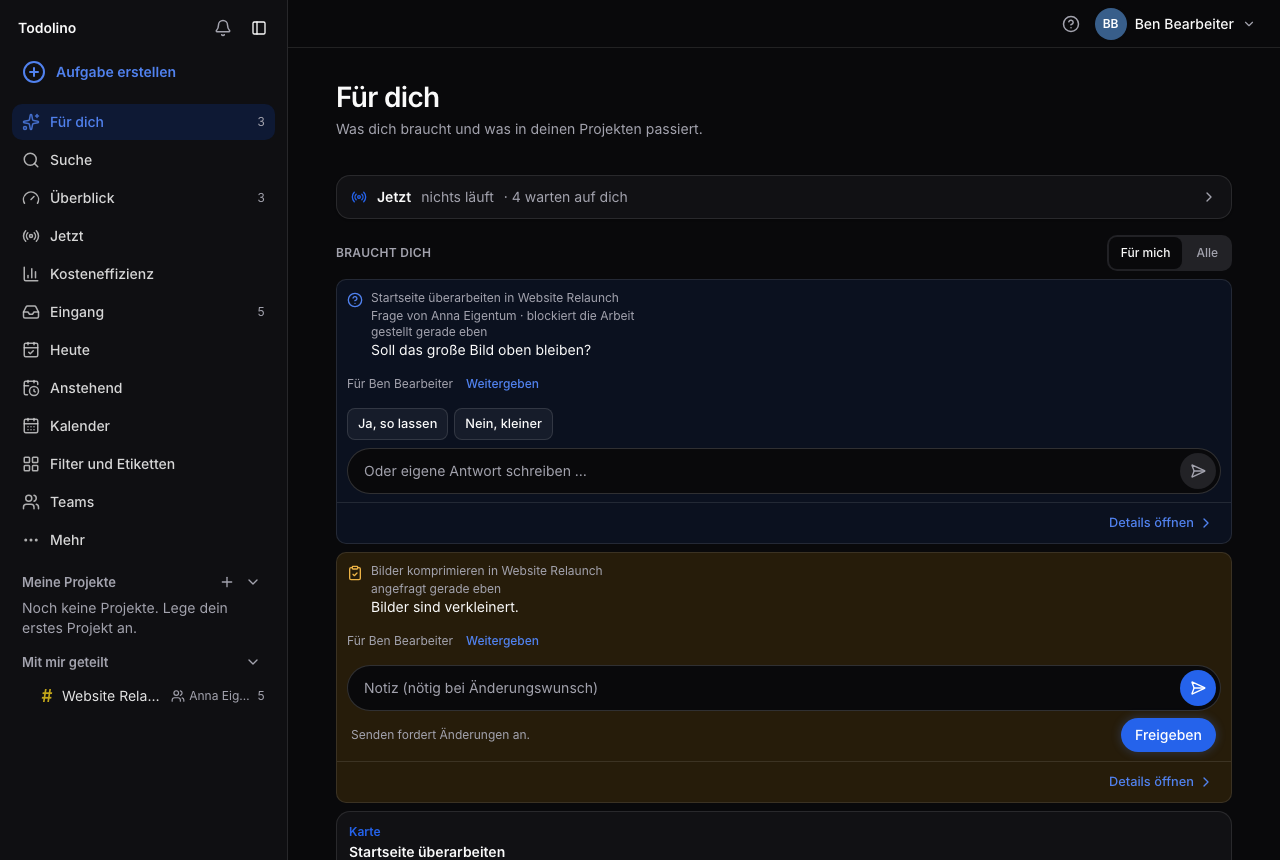 Todolino
Aufgabe erstellen
Für dich 3
Suche
Überblick 3
Jetzt
Kosteneffizienz
Eingang 5
Heute
Anstehend
Kalender
Filter und Etiketten
Teams
Mehr
Meine Projekte
Noch keine Projekte. Lege dein
erstes Projekt an.
Mit mir geteilt
# Website Rela... Anna Eig... 5
BB Ben Bearbeiter
Für dich
Was dich braucht und was in deinen Projekten passiert.
Jetzt nichts läuft · 4 warten auf dich
BRAUCHT DICH
Für mich Alle
Startseite überarbeiten in Website Relaunch
Frage von Anna Eigentum · blockiert die Arbeit
gestellt gerade eben
Soll das große Bild oben bleiben?
Für Ben Bearbeiter Weitergeben
Ja, so lassen Nein, kleiner
Oder eigene Antwort schreiben ...
Details öffnen
Bilder komprimieren in Website Relaunch
angefragt gerade eben
Bilder sind verkleinert.
Für Ben Bearbeiter Weitergeben
Notiz (nötig bei Änderungswunsch)
Senden fordert Änderungen an.
Freigeben
Details öffnen
Karte
Startseite überarbeiten